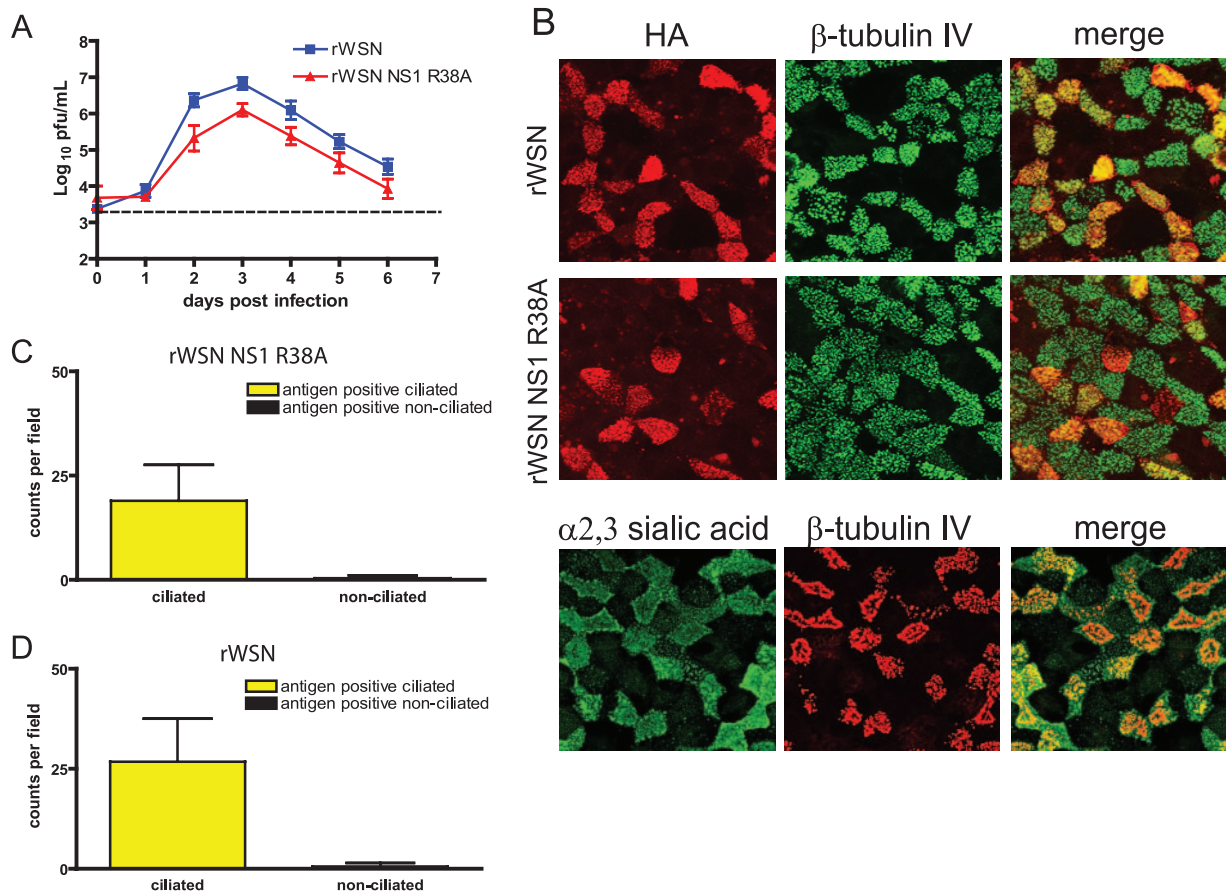 A
8
7
6
5
4
3
2
Log 10 pfu/mL
0 1 2 3 4 5 6 7
days post infection
rWSN
rWSN NS1 R38A
B
HA β-tubulin IV merge
rWSN
rWSN NS1 R38A
α2,3 sialic acid β-tubulin IV merge
C
rWSN NS1 R38A
50
25
0
counts per field
antigen positive ciliated
antigen positive non-ciliated
ciliated non-ciliated
D
rWSN
50
25
0
counts per field
antigen positive ciliated
antigen positive non-ciliated
ciliated non-ciliated